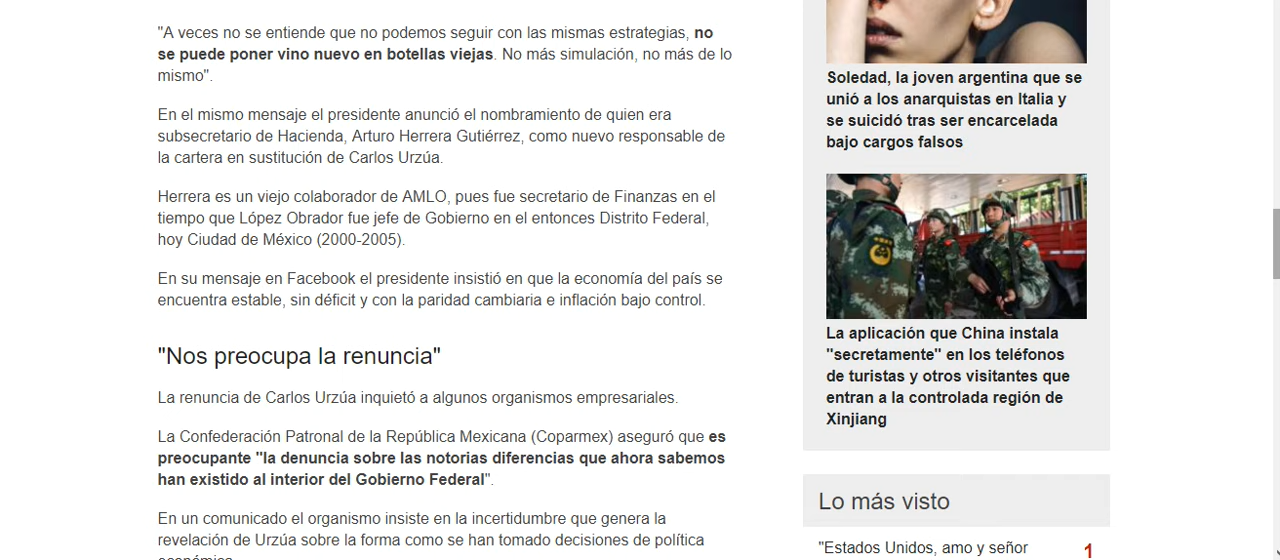 "A veces no se entiende que no podemos seguir con las mismas estrategias, no
se puede poner vino nuevo en botellas viejas. No más simulación, no más de lo
mismo".
En el mismo mensaje el presidente anunció el nombramiento de quien era
subsecretario de Hacienda, Arturo Herrera Gutiérrez, como nuevo responsable de
la cartera en sustitución de Carlos Urzúa.
Herrera es un viejo colaborador de AMLO, pues fue secretario de Finanzas en el
tiempo que López Obrador fue jefe de Gobierno en el entonces Distrito Federal,
hoy Ciudad de México (2000-2005).
En su mensaje en Facebook el presidente insistió en que la economía del país se
encuentra estable, sin déficit y con la paridad cambiaria e inflación bajo control.
"Nos preocupa la renuncia"
La renuncia de Carlos Urzúa inquietó a algunos organismos empresariales.
La Confederación Patronal de la República Mexicana (Coparmex) aseguró que es
preocupante "la denuncia sobre las notorias diferencias que ahora sabemos
han existido al interior del Gobierno Federal".
En un comunicado el organismo insiste en la incertidumbre que genera la
revelación de Urzúa sobre la forma como se han tomado decisiones de política
Soledad, la joven argentina que se
unió a los anarquistas en Italia y
se suicidó tras ser encarcelada
bajo cargos falsos
La aplicación que China instala
"secretamente" en los teléfonos
de turistas y otros visitantes que
entran a la controlada región de
Xinjiang
Lo más visto
"Estados Unidos, amo y señor
1